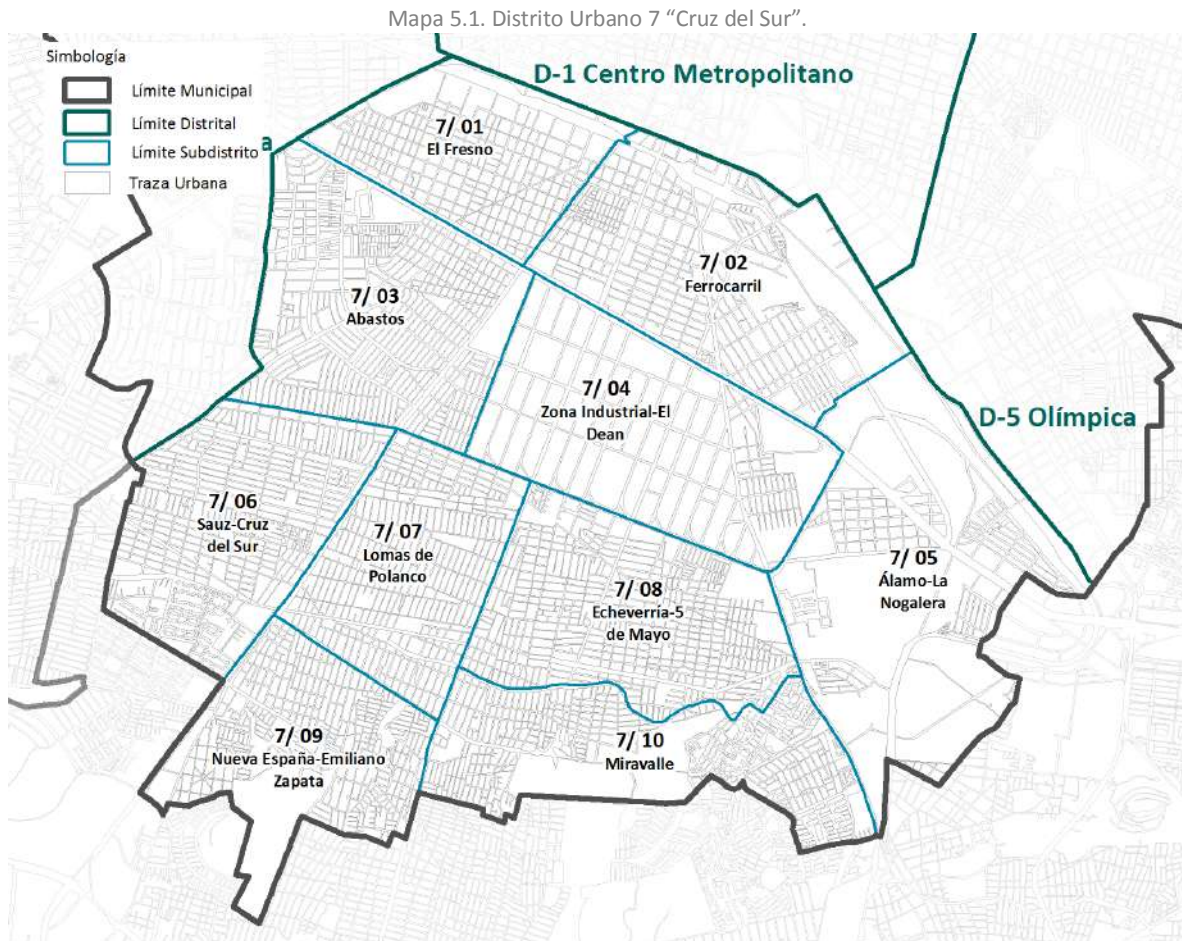 Mapa 5.1. Distrito Urbano 7 “Cruz del Sur”.
Simbología
Límite Municipal
Límite Distrital
Límite Subdistrito
Traza Urbana
a
D-1 Centro Metropolitano
7/ 01
El Fresno
7/ 02
Ferrocarril
7/ 03
Abastos
7/ 04
Zona Industrial-El
Dean
D-5 Olímpica
7/ 06
Sauz-Cruz
del Sur
7/ 07
Lomas de
Polanco
7/ 05
Álamo-La
Nogalera
7/ 08
Echeverría-5
de Mayo
7/ 09
Nueva España-Emiliano
Zapata
7/ 10
Miravalle